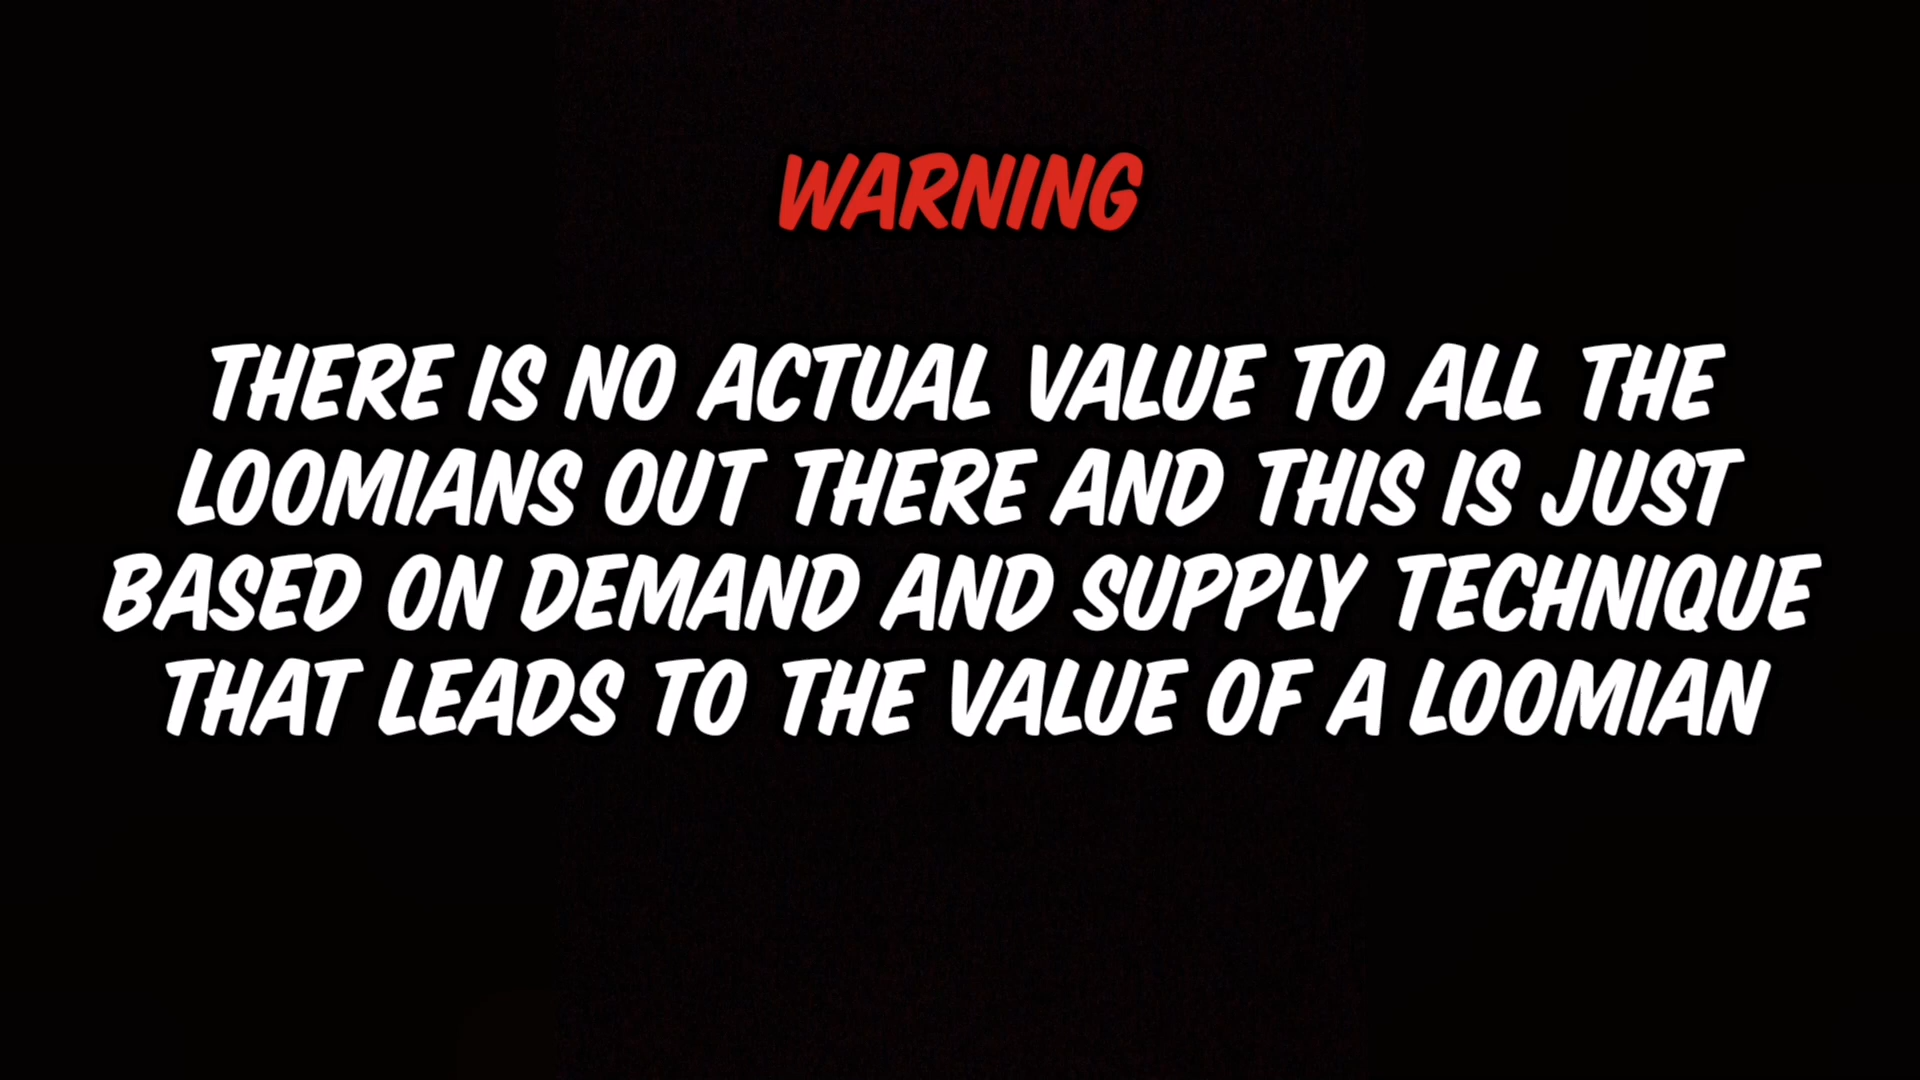 WARNING
THERE IS NO ACTUAL VALUE TO ALL THE
LOOMIANS OUT THERE AND THIS IS JUST
BASED ON DEMAND AND SUPPLY TECHNIQUE
THAT LEADS TO THE VALUE OF A LOOMIAN